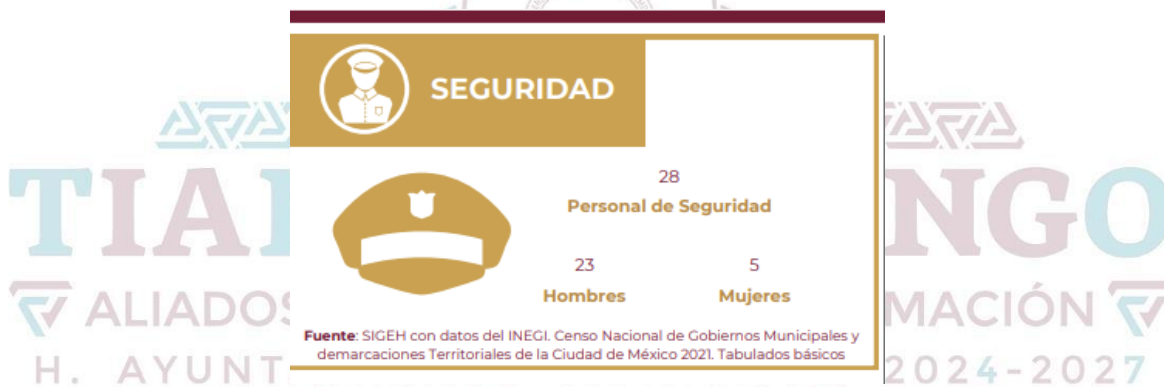 SEGURIDAD
28
Personal de Seguridad
23 5
Hombres Mujeres
Fuente: SIGEH con datos del INEGI. Censo Nacional de Gobiernos Municipales y
demarcaciones Territoriales de la Ciudad de México 2021. Tabulados básicos
TIA NGO
ALIADOS MACIÓN
H. AYUNT 2024-2027